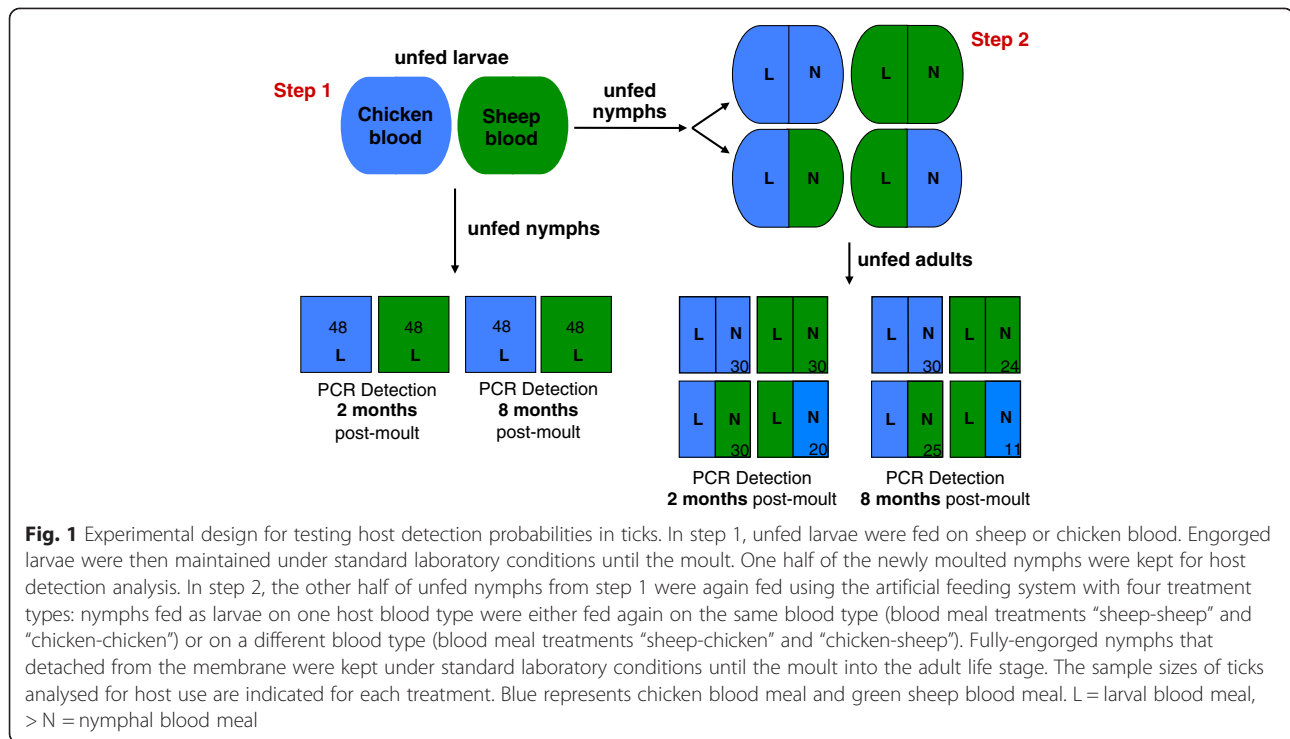 unfed larvae
Step 1
Chicken blood
Sheep blood
unfed nymphs
Step 2
L N L N
L N L N
unfed nymphs
unfed adults
48 48 48 48
L L L L
PCR Detection
2 months
post-moult
PCR Detection
8 months
post-moult
L N L N L N L N
30 30 30 24
L N L N L N L N
30 20 25 11
PCR Detection
2 months post-moult
PCR Detection
8 months post-moult
Fig. 1 Experimental design for testing host detection probabilities in ticks. In step 1, unfed larvae were fed on sheep or chicken blood. Engorged
larvae were then maintained under standard laboratory conditions until the moult. One half of the newly moulted nymphs were kept for host
detection analysis. In step 2, the other half of unfed nymphs from step 1 were again fed using the artificial feeding system with four treatment
types: nymphs fed as larvae on one host blood type were either fed again on the same blood type (blood meal treatments “sheep-sheep” and
“chicken-chicken”) or on a different blood type (blood meal treatments “sheep-chicken” and “chicken-sheep”). Fully-engorged nymphs that
detached from the membrane were kept under standard laboratory conditions until the moult into the adult life stage. The sample sizes of ticks
analysed for host use are indicated for each treatment. Blue represents chicken blood meal and green sheep blood meal. L = larval blood meal,
> N = nymphal blood meal